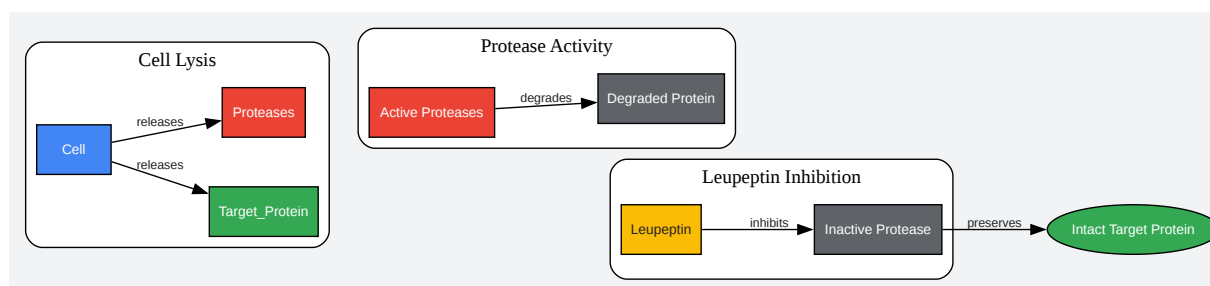 Cell Lysis
Cell
releases
Proteases
releases
Target_Protein
Protease Activity
Active Proteases
degrades
Degraded Protein
Leupeptin Inhibition
Leupeptin
inhibits
Inactive Protease
preserves
Intact Target Protein